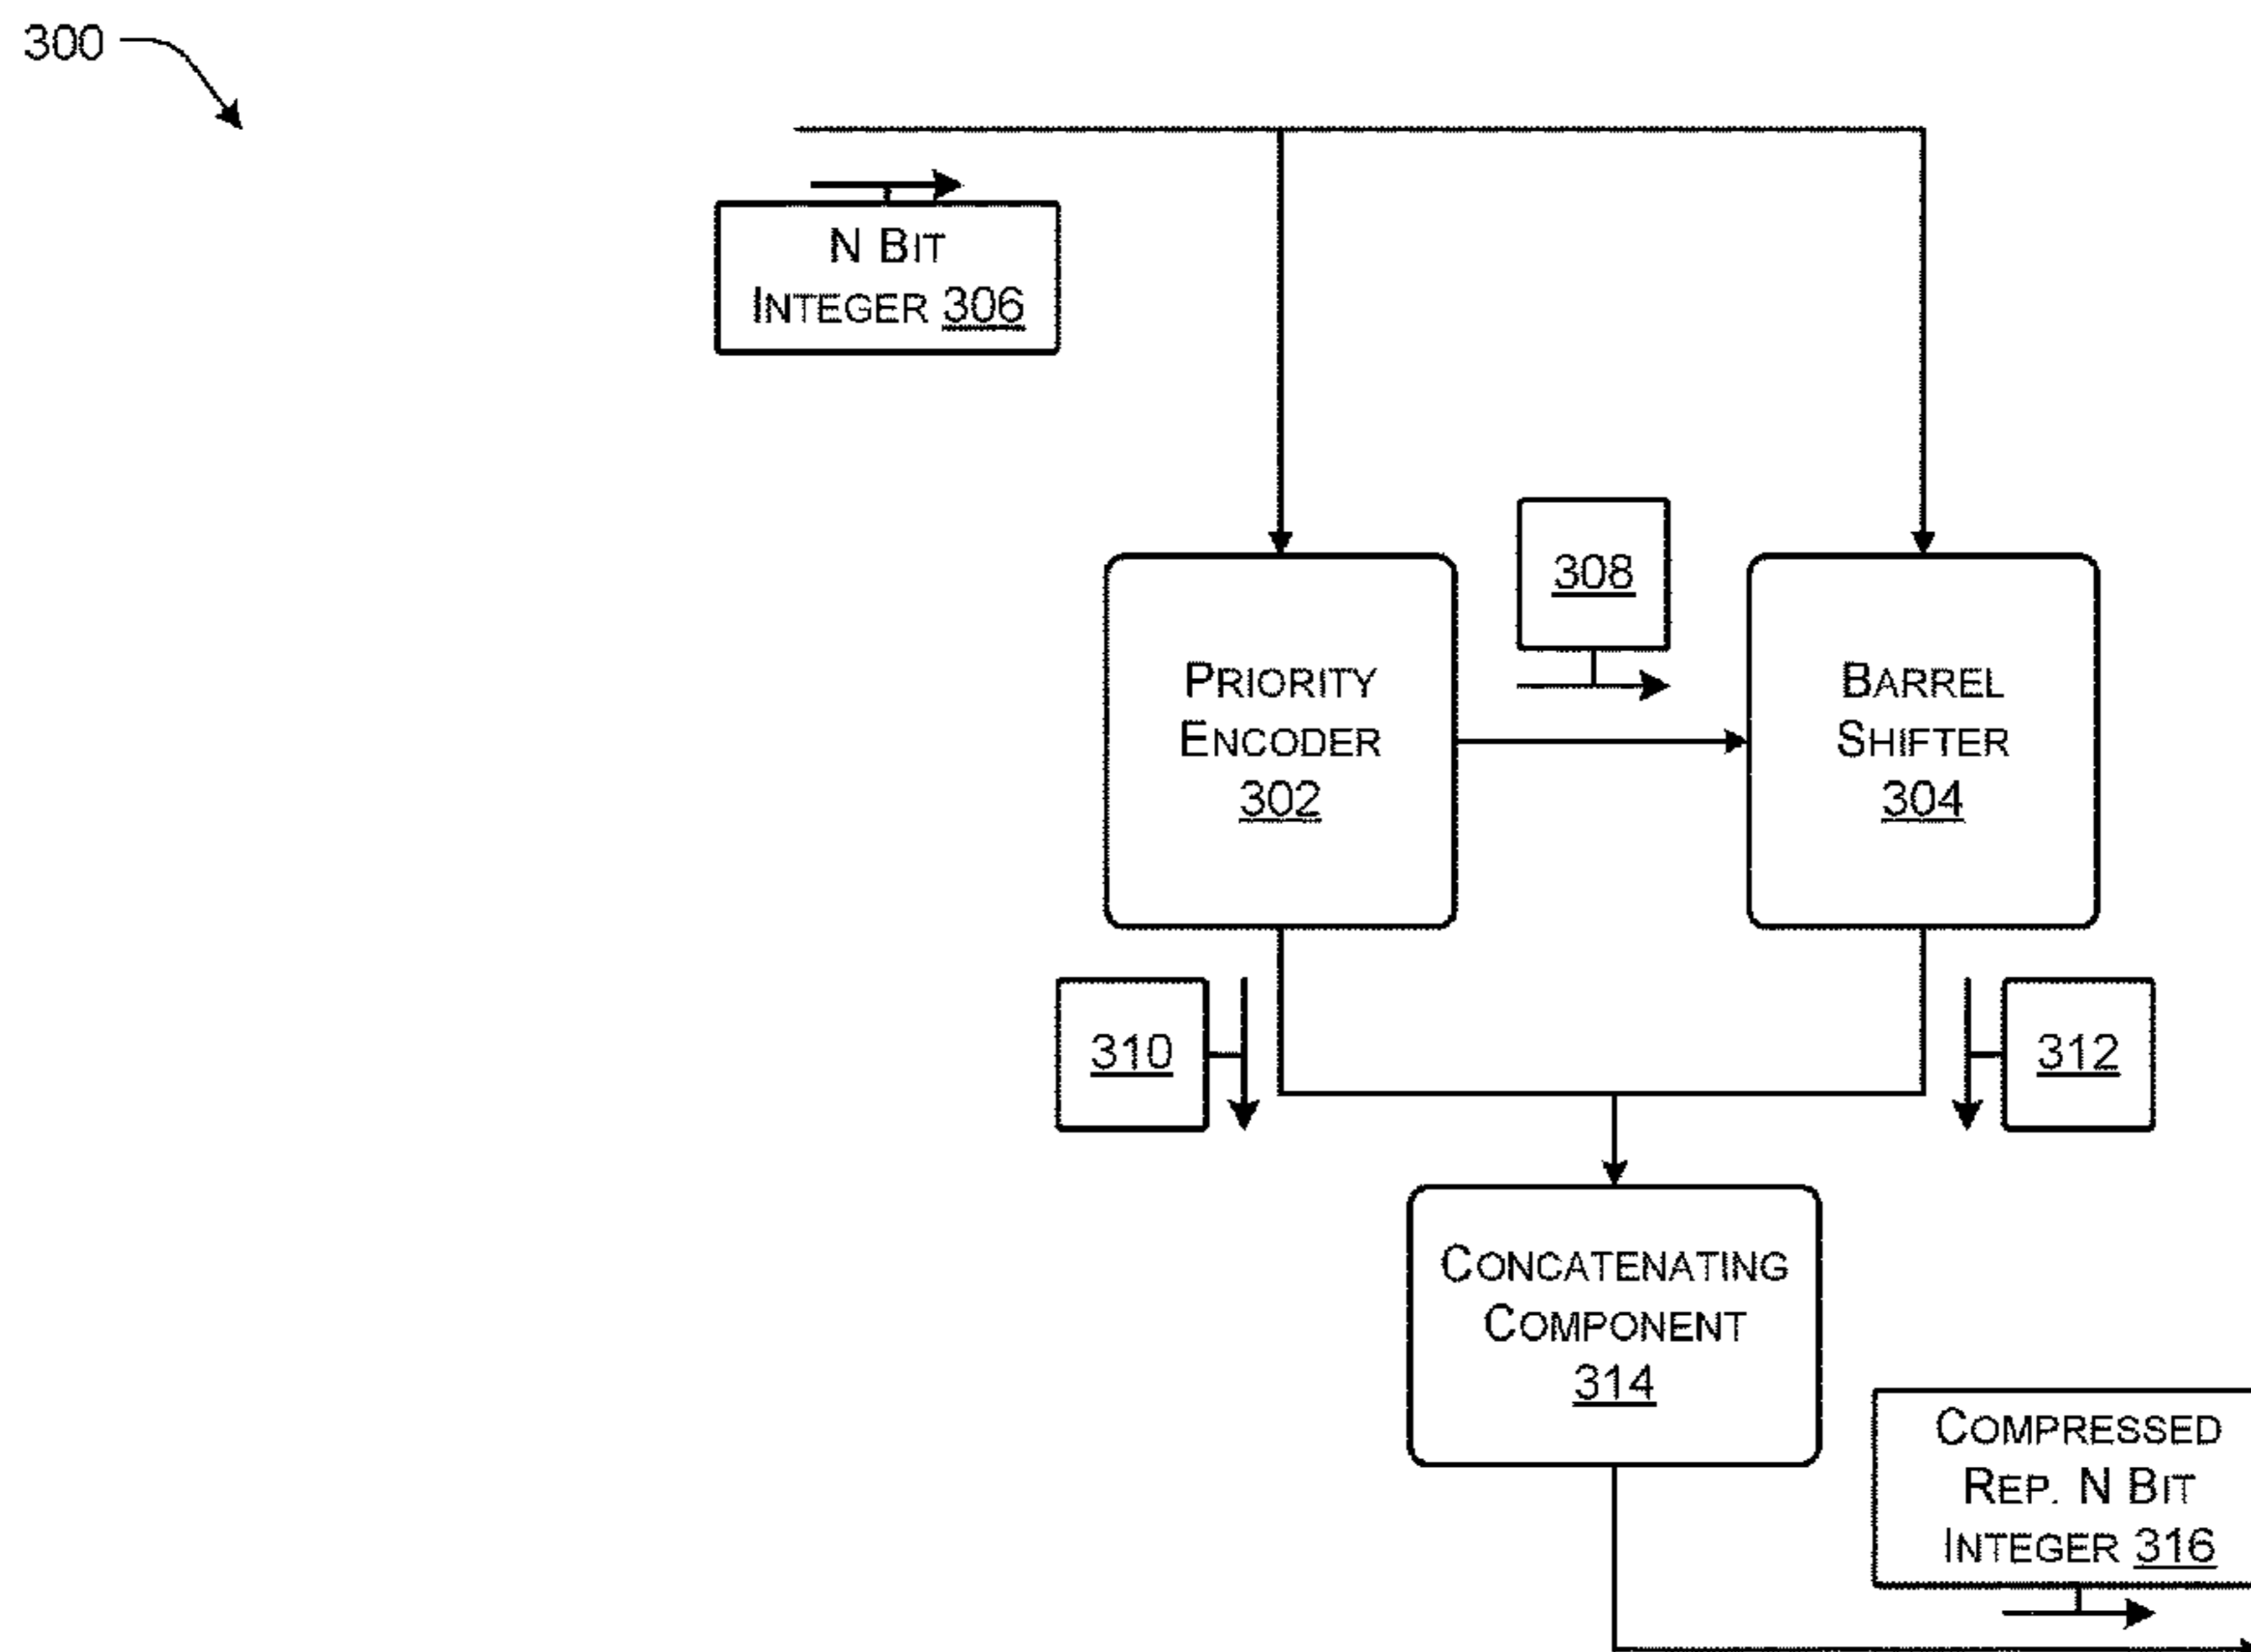 300
N BIT
INTEGER 306
308
PRIORITY
ENCODER
302
BARREL
SHIFTER
304
310
312
CONCATENATING
COMPONENT
314
COMPRESSED
REP. N BIT
INTEGER 316